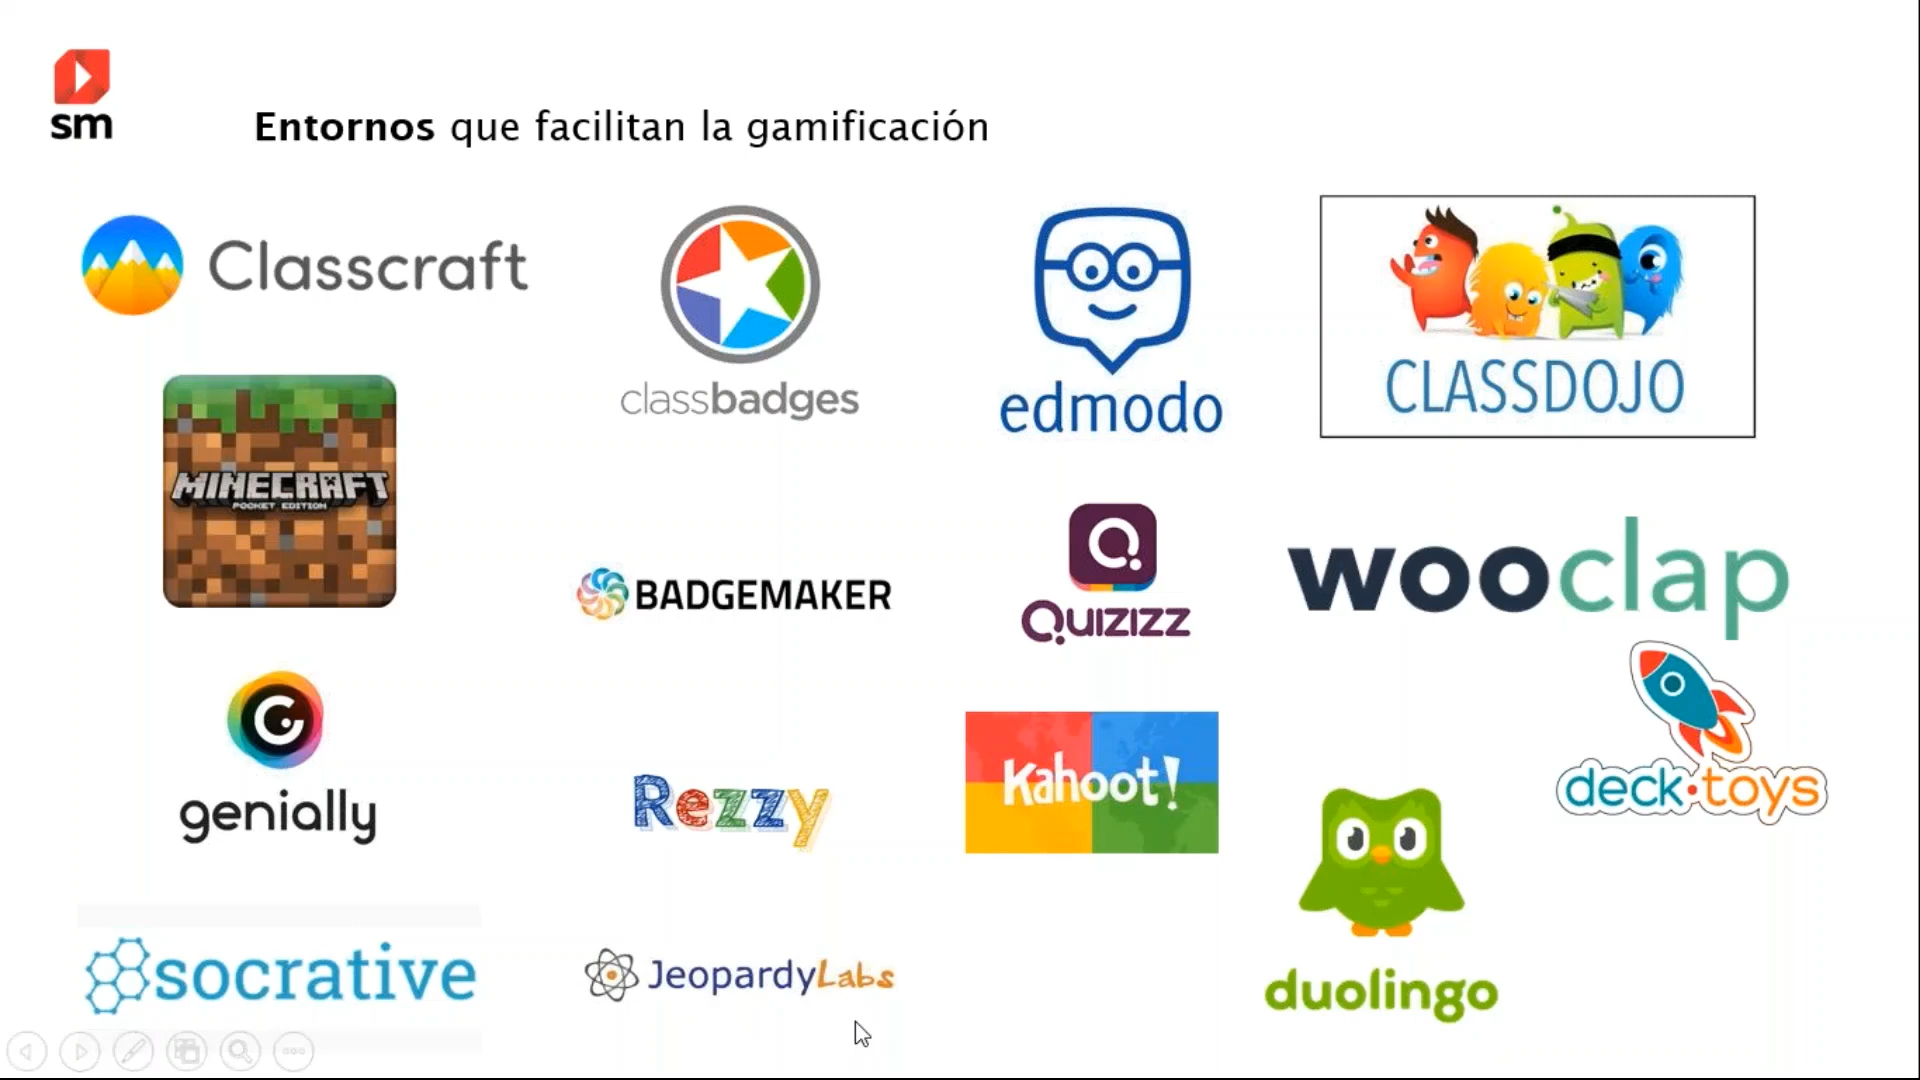 sm
Entornos que facilitan la gamificación
Classcraft
classbadges
edmodo
CLASSDOJO
MINECRAFT
POCKET EDITION
BADGEMAKER
Quizizz
wooclap
genially
Rezzy
Kahoot!
deck.toys
socrative
JeopardyLabs
duolingo